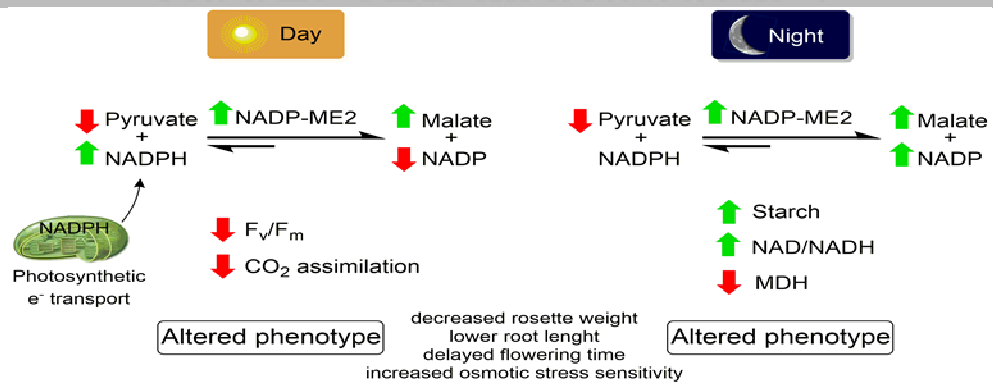 Day
Night
Pyruvate
+
NADPH
NADP-ME2
Malate
+
NADP
Pyruvate
+
NADPH
NADP-ME2
Malate
+
NADP
NADPH
Photosynthetic
e- transport
Fv/Fm
CO2 assimilation
Starch
NAD/NADH
MDH
Altered phenotype
decreased rosette weight
lower root lenght
delayed flowering time
increased osmotic stress sensitivity
Altered phenotype